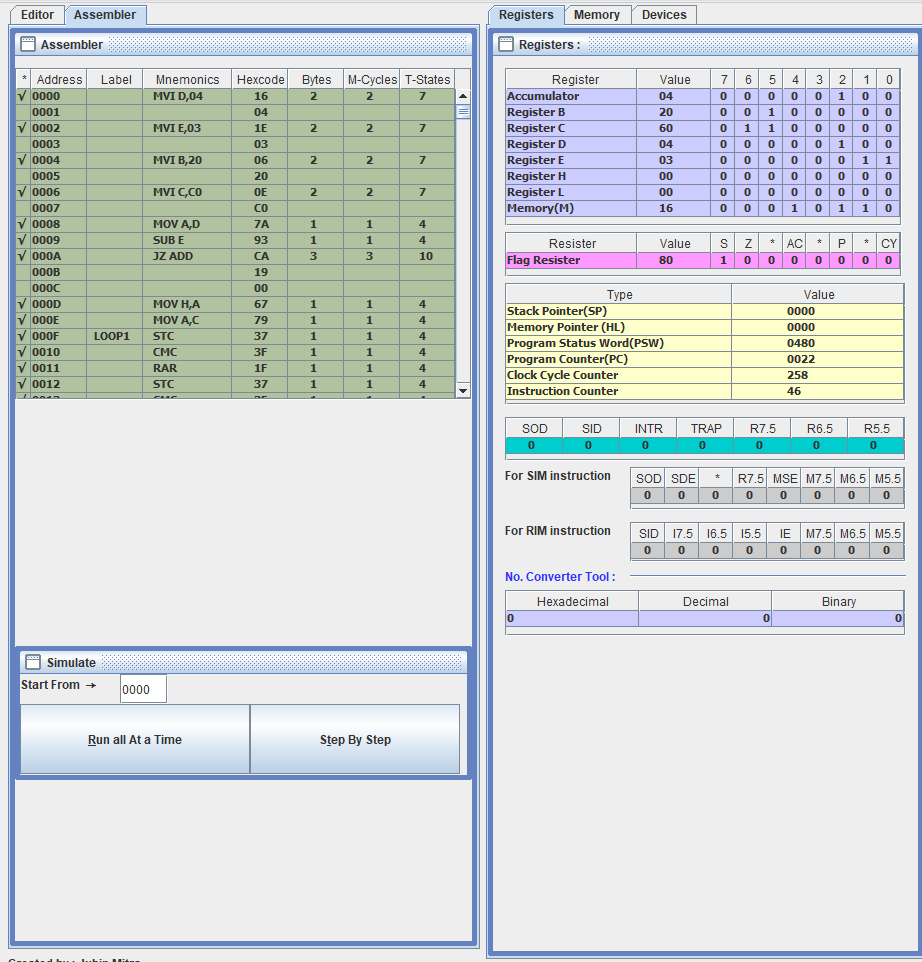 Editor Assembler
Assembler
* Address Label Mnemonics Hexcode Bytes M-Cycles T-States
√ 0000 MVI D,04 16 2 2 7
0001 04
√ 0002 MVI E,03 1E 2 2 7
0003 03
√ 0004 MVI B,20 06 2 2 7
0005 20
√ 0006 MVI C,C0 0E 2 2 7
0007 C0
√ 0008 MOV A,D 7A 1 1 4
√ 0009 SUB E 93 1 1 4
√ 000A JZ ADD CA 3 3 10
000B 19
000C 00
√ 000D MOV H,A 67 1 1 4
√ 000E MOV A,C 79 1 1 4
√ 000F LOOP1 STC 37 1 1 4
√ 0010 CMC 3F 1 1 4
√ 0011 RAR 1F 1 1 4
√ 0012 STC 37 1 1 4
Simulate
Start From → 0000
Run all At a Time Step By Step
Registers Memory Devices
Registers :
Register Value 7 6 5 4 3 2 1 0
Accumulator 04 0 0 0 0 0 1 0 0
Register B 20 0 0 1 0 0 0 0 0
Register C 60 0 1 1 0 0 0 0 0
Register D 04 0 0 0 0 0 1 0 0
Register E 03 0 0 0 0 0 0 1 1
Register H 00 0 0 0 0 0 0 0 0
Register L 00 0 0 0 0 0 0 0 0
Memory(M) 16 0 0 0 1 0 1 1 0
Resister Value S Z * AC * P * CY
Flag Resister 80 1 0 0 0 0 0 0 0
Type Value
Stack Pointer(SP) 0000
Memory Pointer (HL) 0000
Program Status Word(PSW) 0480
Program Counter(PC) 0022
Clock Cycle Counter 258
Instruction Counter 46
SOD SID INTR TRAP R7.5 R6.5 R5.5
0 0 0 0 0 0 0
For SIM instruction
SOD SDE * R7.5 MSE M7.5 M6.5 M5.5
0 0 0 0 0 0 0 0
For RIM instruction
SID I7.5 I6.5 I5.5 IE M7.5 M6.5 M5.5
0 0 0 0 0 0 0 0
No. Converter Tool :
Hexadecimal Decimal Binary
0 0 0